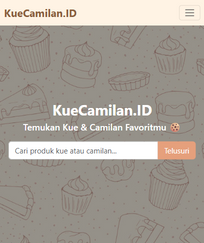 KueCamilan.ID
KueCamilan.ID
Temukan Kue & Camilan Favoritmu 🍪
Cari produk kue atau camilan...
Telusuri